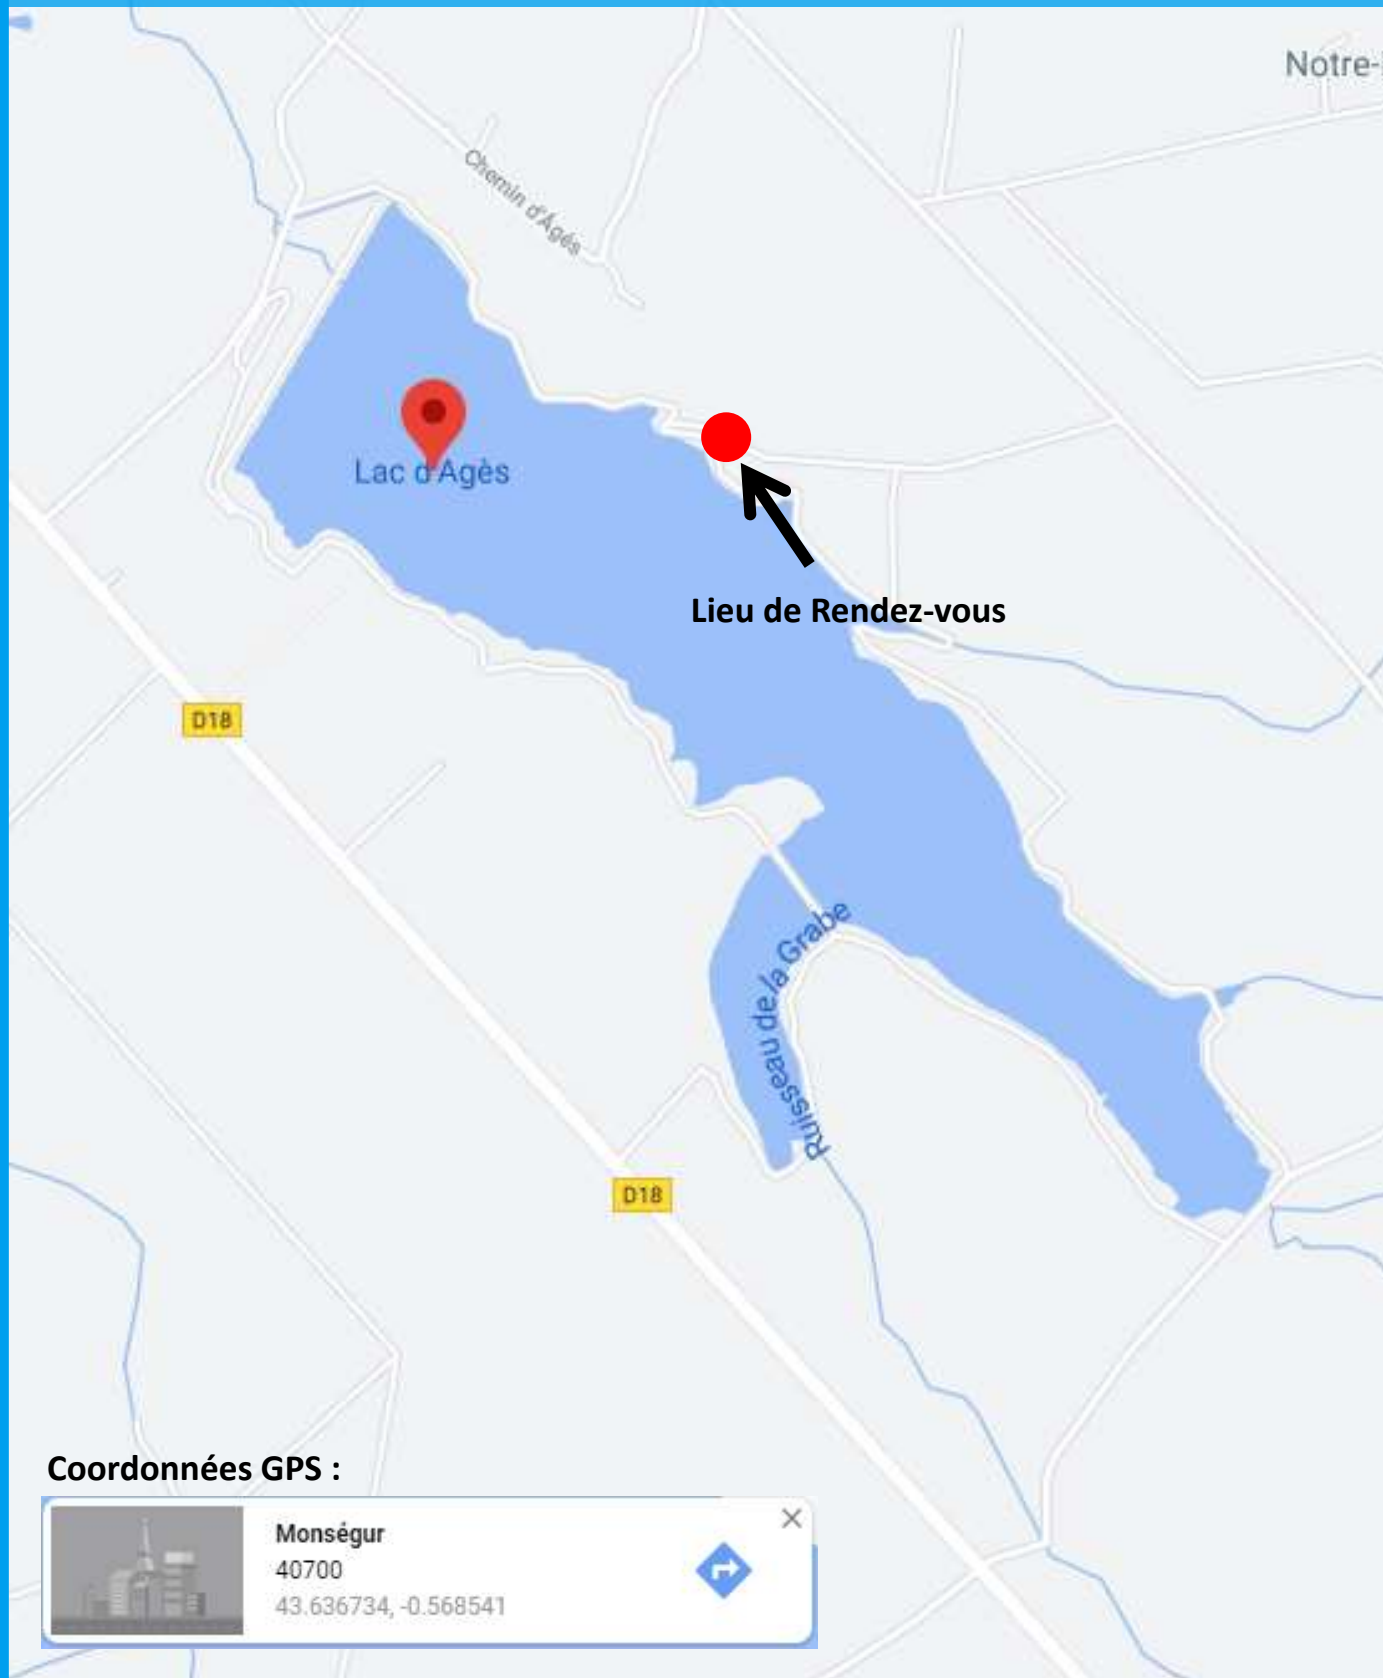 Notre-
Chemin d'Agés
Lac d'Agès
Lieu de Rendez-vous
D18
Ruisseau de la Grabe
D18
Coordonnées GPS :
Monségur
40700
43.636734, -0.568541